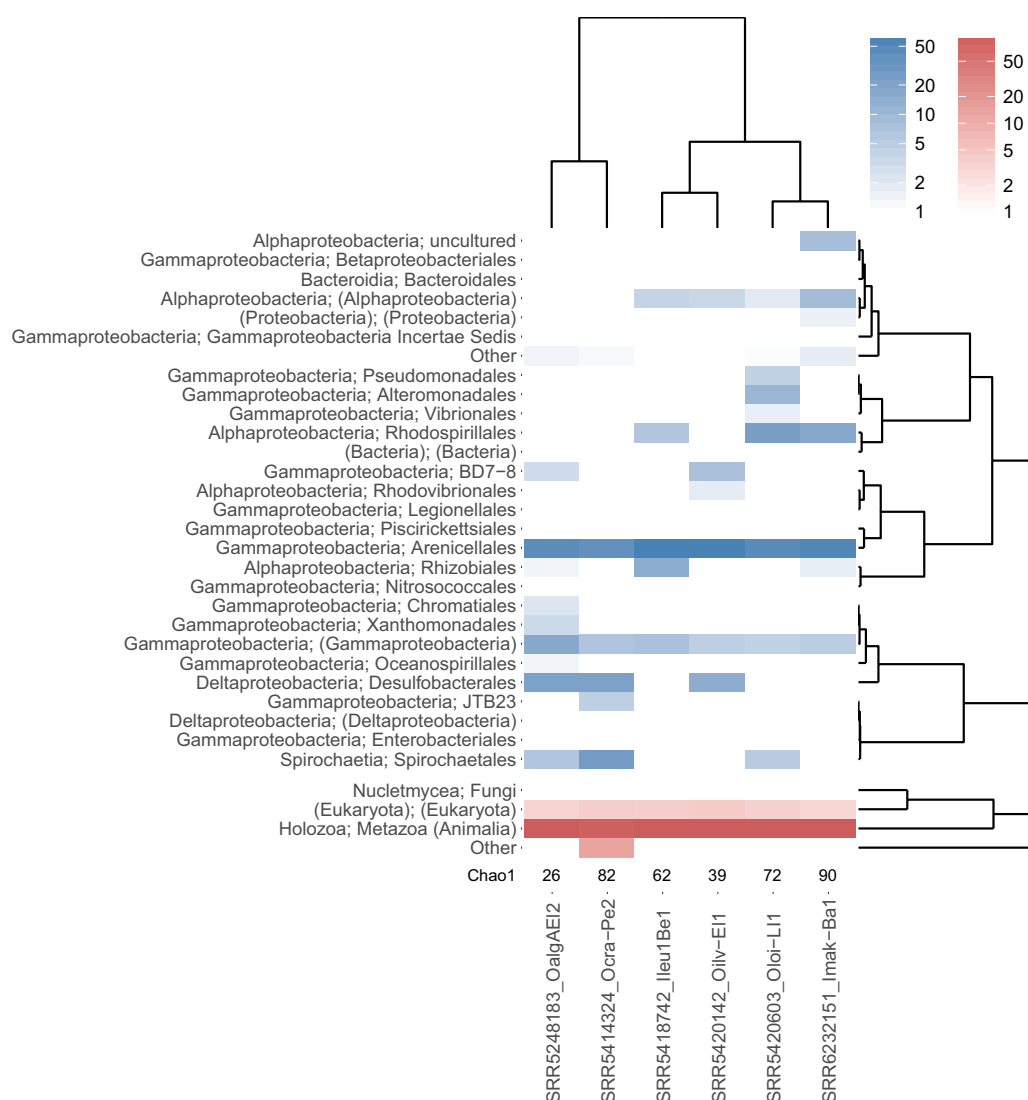 50
20
10
5
2
1
50
20
10
5
2
1
Alphaproteobacteria; uncultured
Gammaproteobacteria; Betaproteobacteriales
Bacteroidia; Bacteroidales
Alphaproteobacteria; (Alphaproteobacteria)
(Proteobacteria); (Proteobacteria)
Gammaproteobacteria; Gammaproteobacteria Incertae Sedis
Other
Gammaproteobacteria; Pseudomonadales
Gammaproteobacteria; Alteromonadales
Gammaproteobacteria; Vibrionales
Alphaproteobacteria; Rhodospirillales
(Bacteria); (Bacteria)
Gammaproteobacteria; BD7−8
Alphaproteobacteria; Rhodovibrionales
Gammaproteobacteria; Legionellales
Gammaproteobacteria; Piscirickettsiales
Gammaproteobacteria; Arenicellales
Alphaproteobacteria; Rhizobiales
Gammaproteobacteria; Nitrosococcales
Gammaproteobacteria; Chromatiales
Gammaproteobacteria; Xanthomonadales
Gammaproteobacteria; (Gammaproteobacteria)
Gammaproteobacteria; Oceanospirillales
Deltaproteobacteria; Desulfobacterales
Gammaproteobacteria; JTB23
Deltaproteobacteria; (Deltaproteobacteria)
Gammaproteobacteria; Enterobacteriales
Spirochaetia; Spirochaetales
Nucletmycea; Fungi
(Eukaryota); (Eukaryota)
Holozoa; Metazoa (Animalia)
Other
Chao1 26 82 62 39 72 90
SRR5248183_OalgAEI2
SRR5414324_Ocra−Pe2
SRR5418742_Ileu1Be1
SRR5420142_Oilv−EI1
SRR5420603_Oloi−LI1
SRR6232151_Imak−Ba1